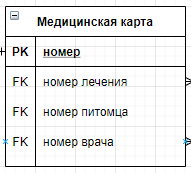 Медицинская карта
PK номер
FK номер лечения
FK номер питомца
FK номер врача